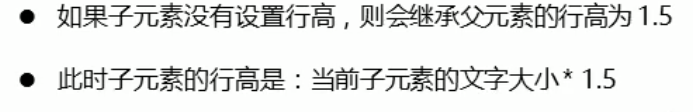 ● 如果子元素没有设置行高，则会继承父元素的行高为 1.5
● 此时子元素的行高是：当前子元素的文字大小 * 1.5